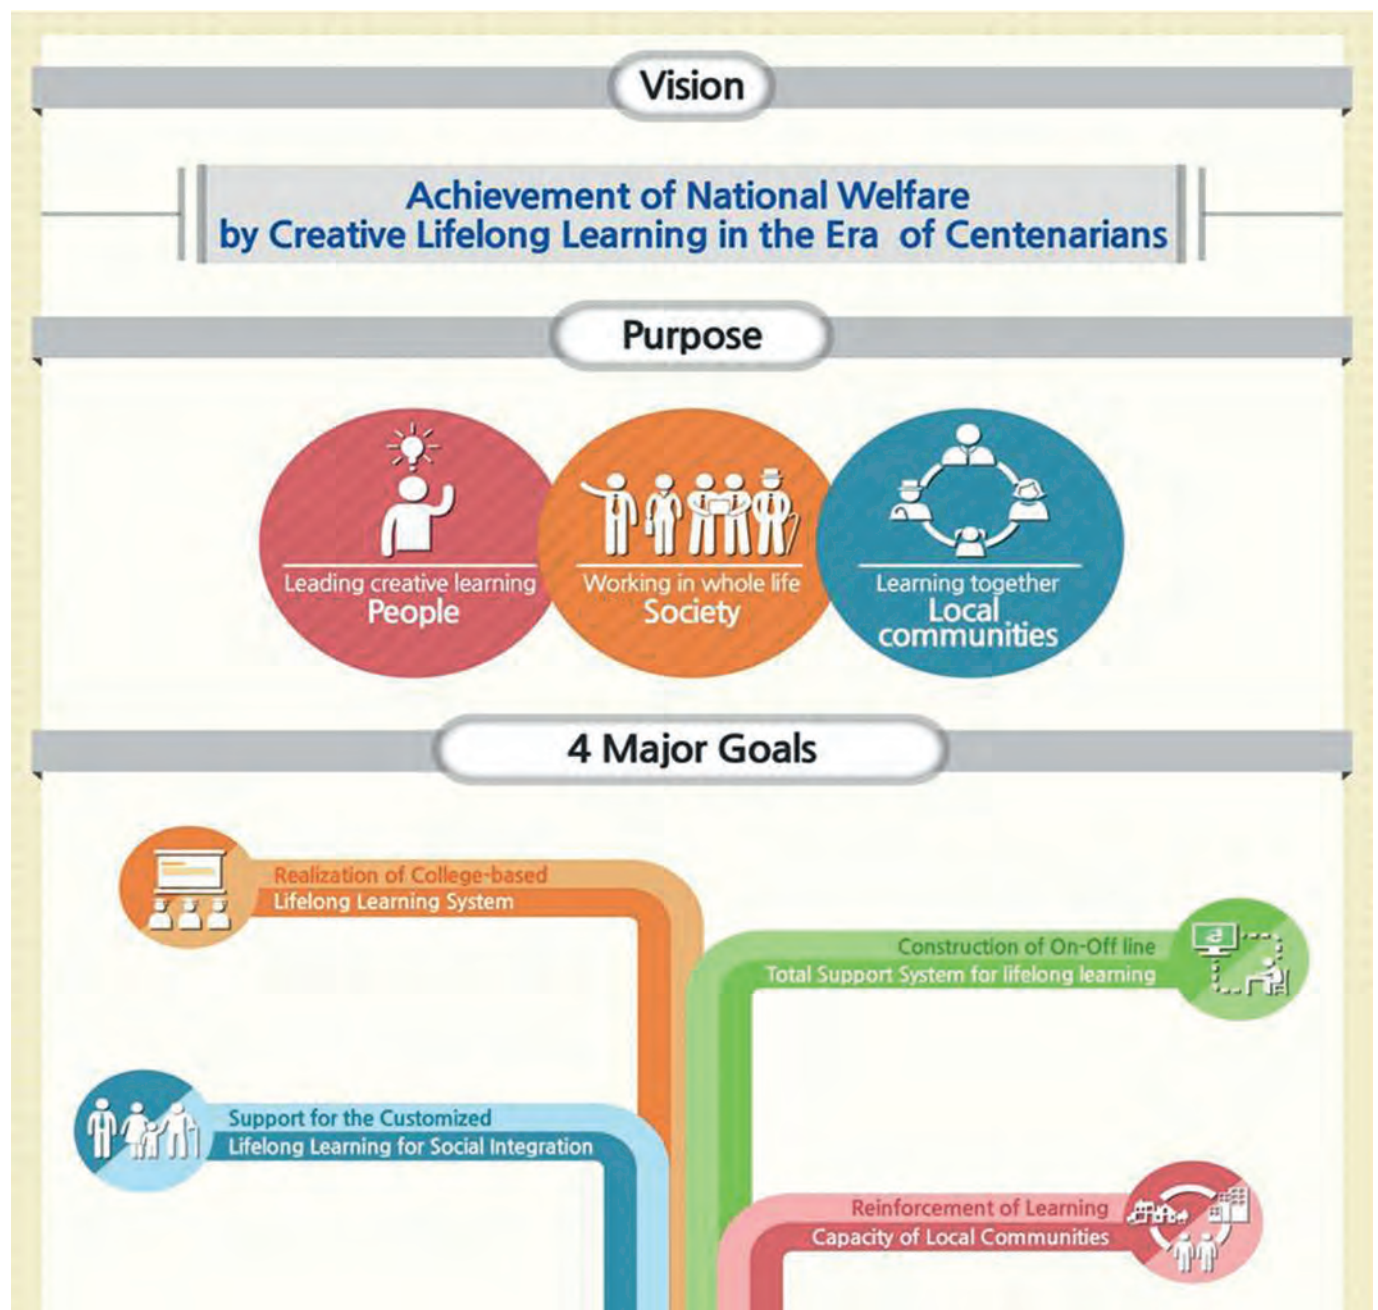 Vision
Achievement of National Welfare
by Creative Lifelong Learning in the Era of Centenarians
Purpose
Leading creative learning
People
Working in whole life
Society
Learning together
Local
communities
4 Major Goals
Realization of College-based
Lifelong Learning System
Construction of On-Off line
Total Support System for lifelong learning
Support for the Customized
Lifelong Learning for Social Integration
Reinforcement of Learning
Capacity of Local Communities